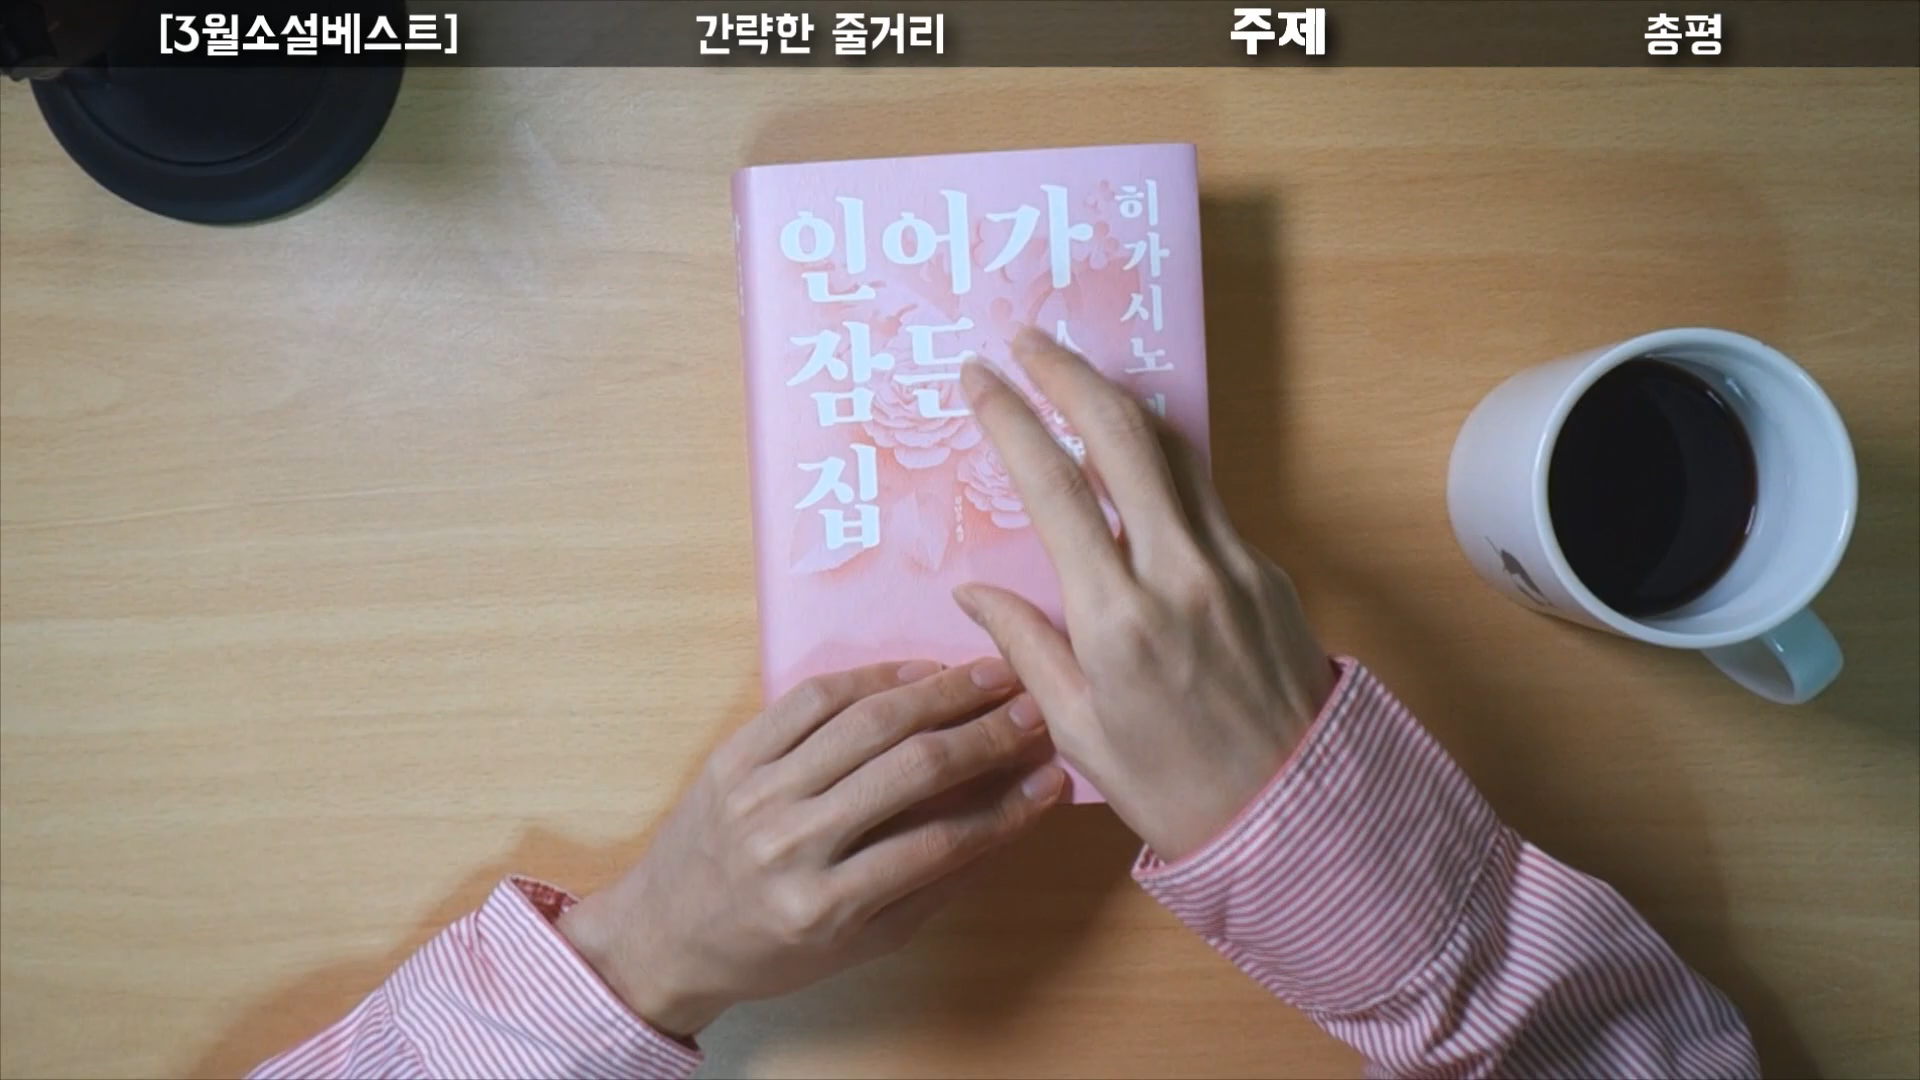 [3월소설베스트]
간략한 줄거리
주제
총평
인어가
잠든
집
히가시노